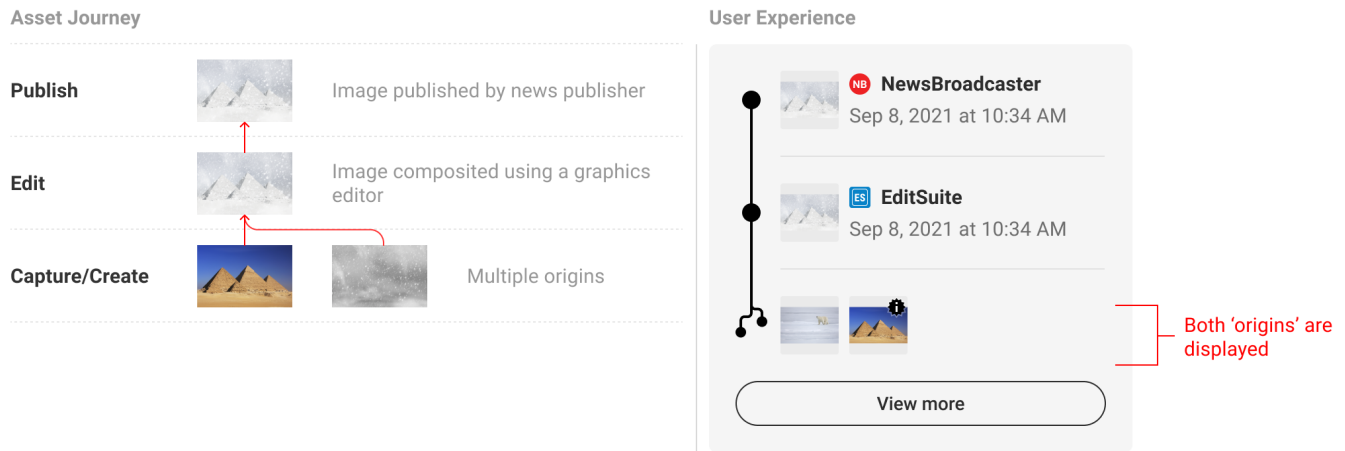 Asset Journey
User Experience
Publish
Image published by news publisher
NB NewsBroadcaster
Sep 8, 2021 at 10:34 AM
Edit
Image composited using a graphics
editor
ES EditSuite
Sep 8, 2021 at 10:34 AM
Capture/Create
Multiple origins
i
Both ‘origins’ are
displayed
View more